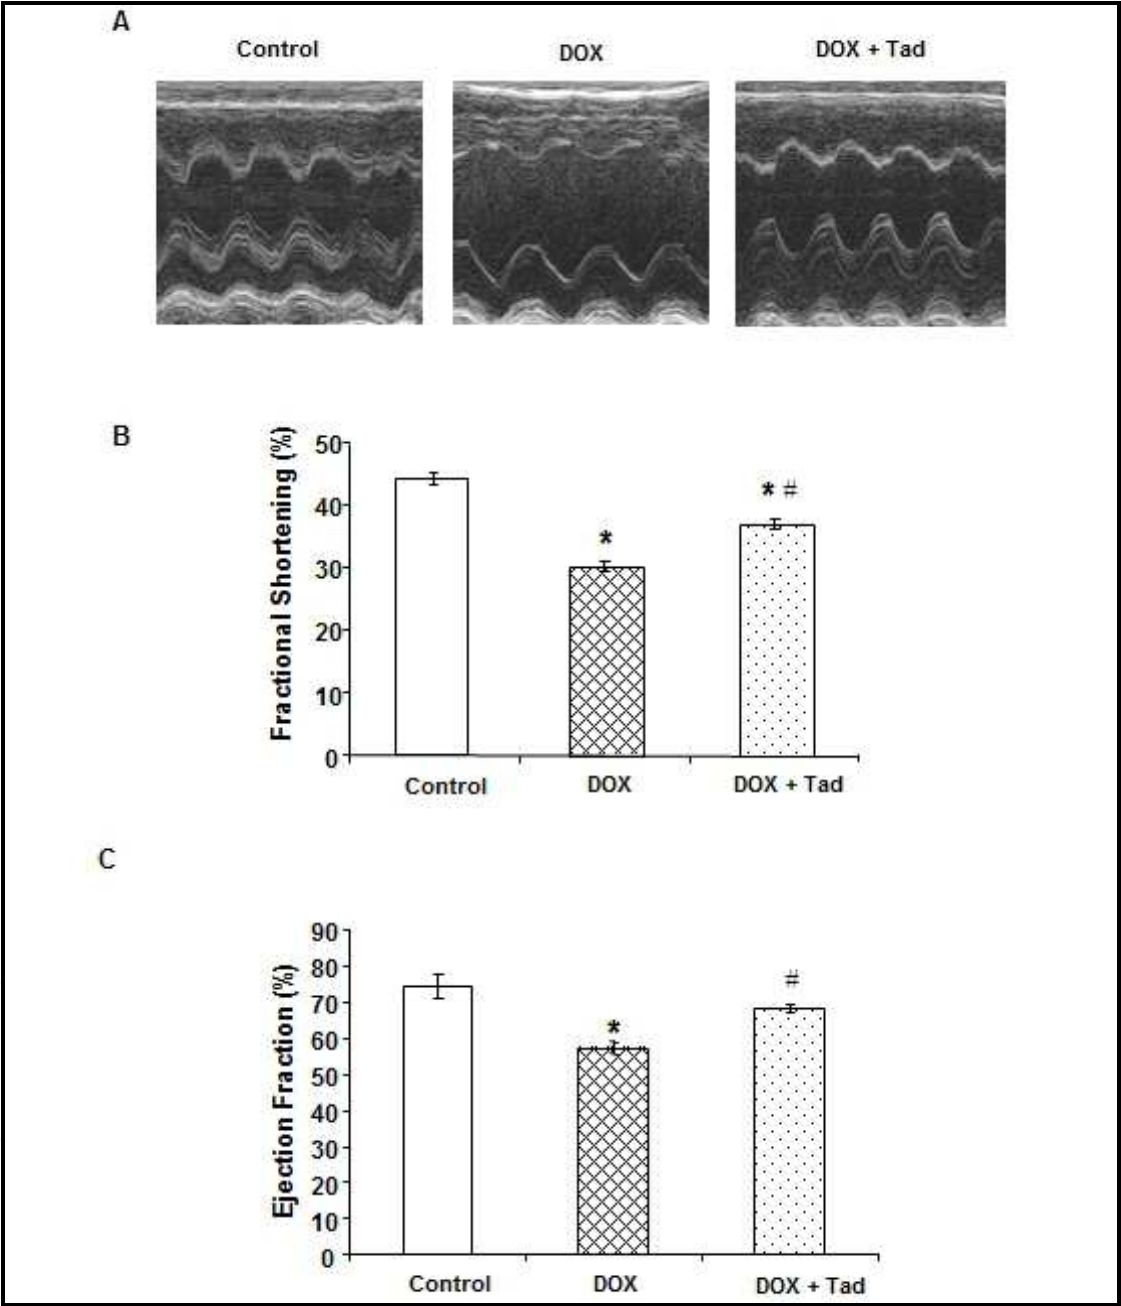 A
Control DOX DOX + Tad
B
Fractional Shortening (%)
50
40
30
20
10
0
* * #
Control DOX DOX + Tad
C
Ejection Fraction (%)
90
80
70
60
50
40
30
20
10
0
* #
Control DOX DOX + Tad